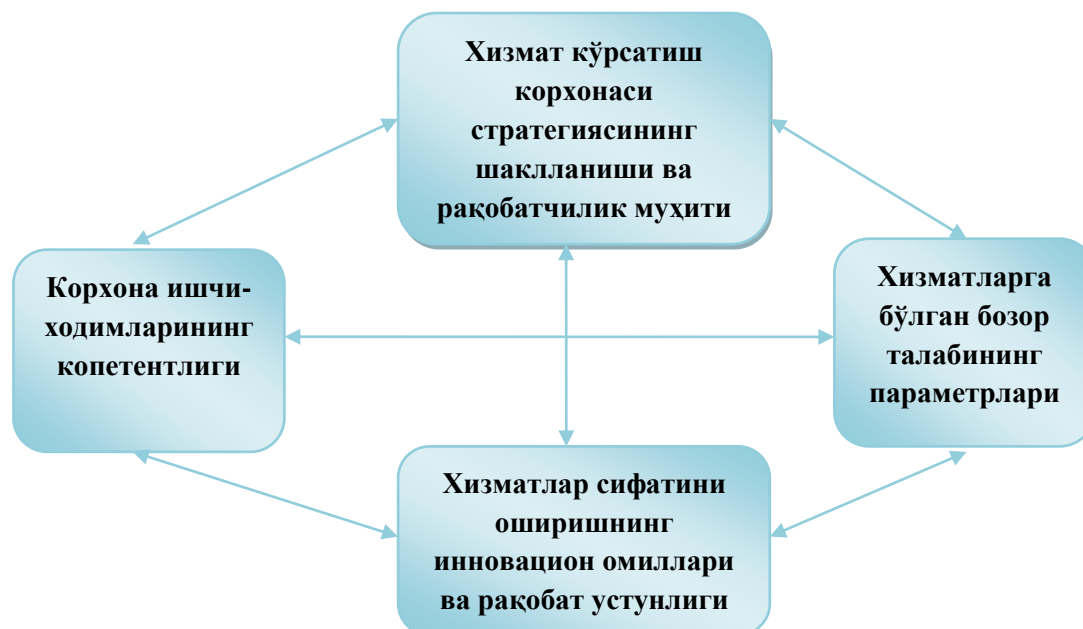 Хизмат кўрсатиш
корхонаси
стратегиясининг
шаклланиши ва
рақобатчилик муҳити
Корхона ишчи-
ходимларининг
копетентлиги
Хизматларга
бўлган бозор
талабининг
параметрлари
Хизматлар сифатини
оширишнинг
инновацион омиллари
ва рақобат устунлиги